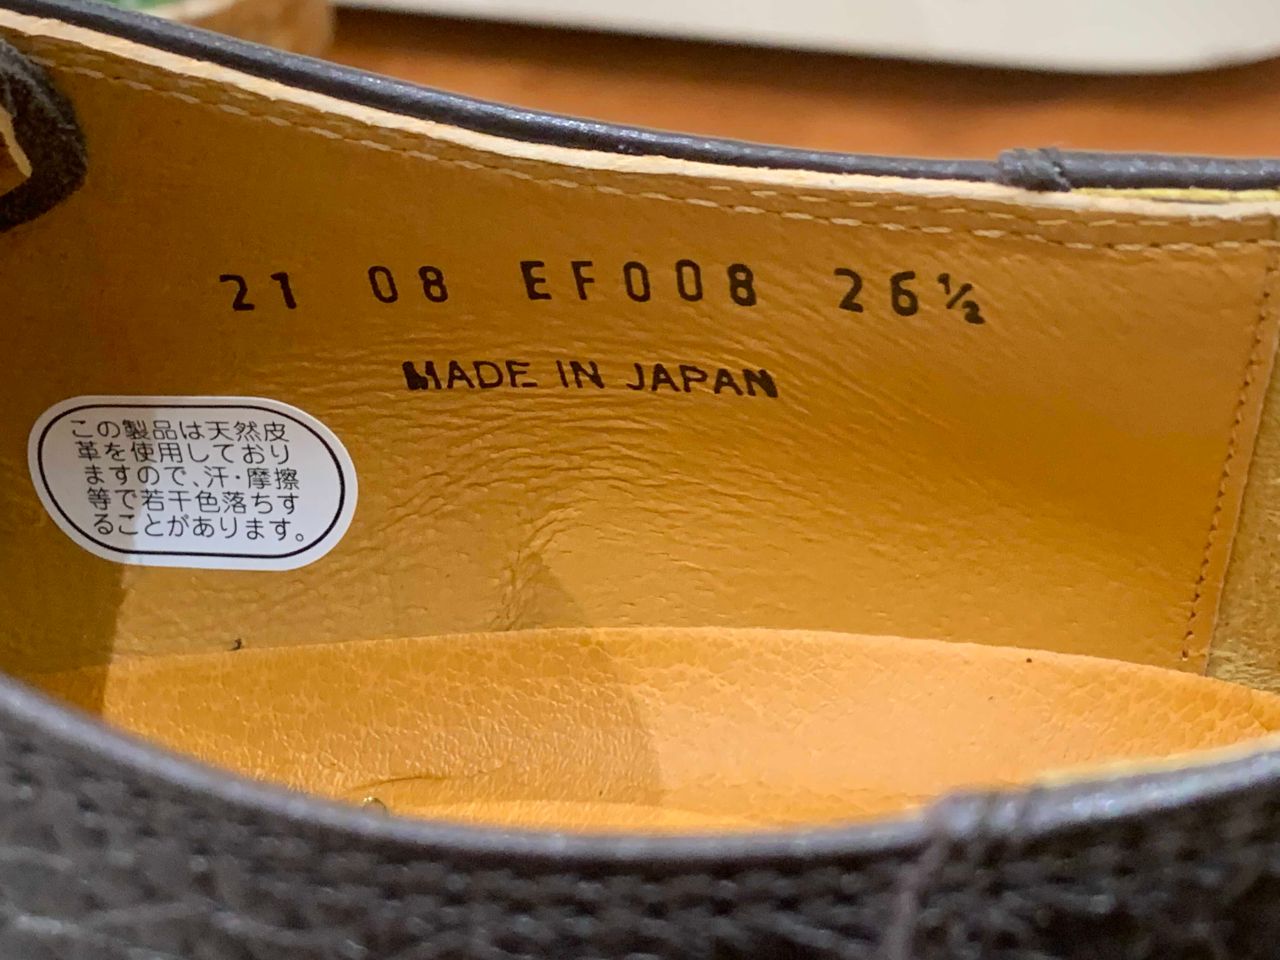 21 08 EF008 26½
MADE IN JAPAN
この製品は天然皮
革を使用しており
ますので、汗・摩擦
等で若干色落ちす
ることがあります。